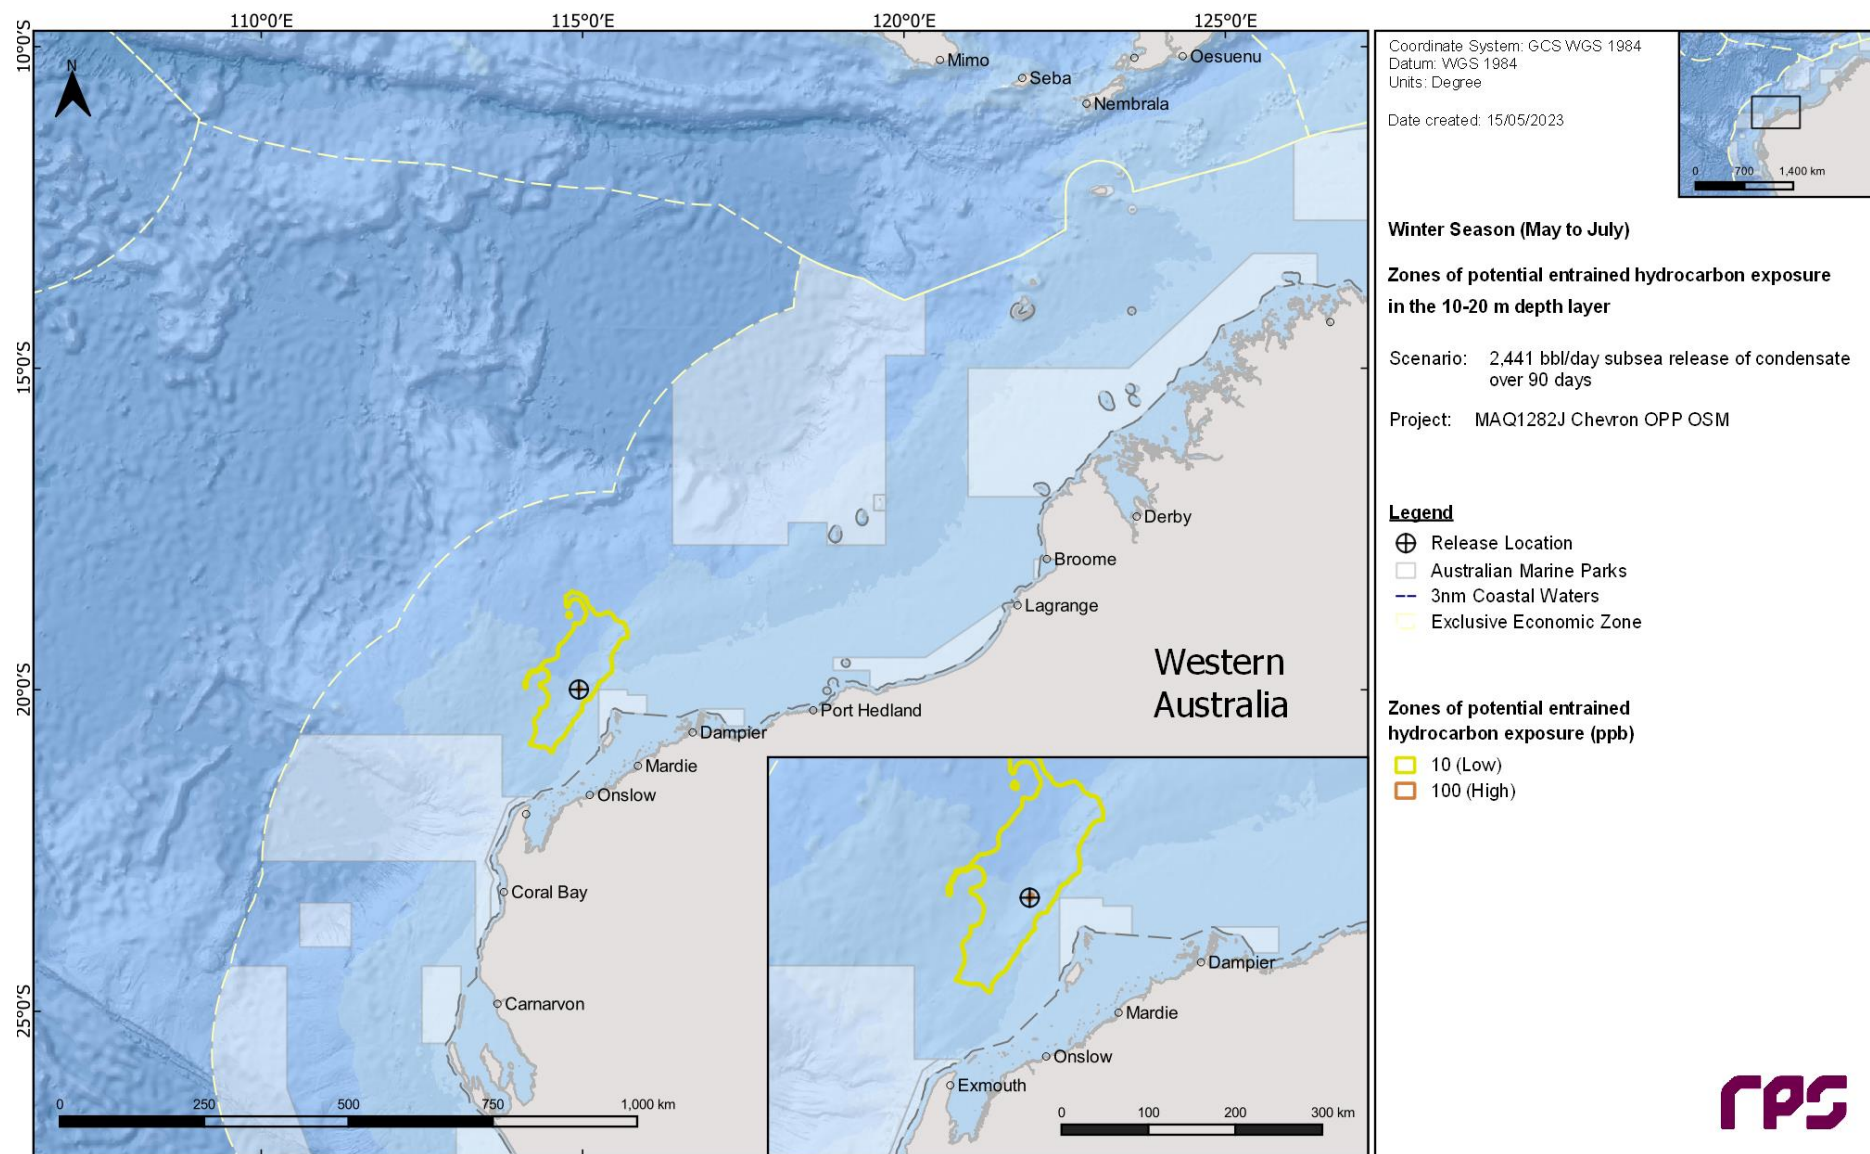 110°0'E
115°0'E
120°0'E
125°0'E
10°0'S
15°0'S
20°0'S
25°0'S
N
Mimo
Seba
Oesuenu
Nembrala
Derby
Broome
Lagrange
Western
Australia
Port Hedland
Dampier
Mardie
Onslow
Coral Bay
Carnarvon
0 250 500 750 1,000 km
Dampier
Mardie
Onslow
Exmouth
0 100 200 300 km
Coordinate System: GCS WGS 1984
Datum: WGS 1984
Units: Degree
Date created: 15/05/2023
0 700 1,400 km
Winter Season (May to July)
Zones of potential entrained hydrocarbon exposure
in the 10-20 m depth layer
Scenario: 2,441 bbl/day subsea release of condensate
over 90 days
Project: MAQ1282J Chevron OPP OSM
Legend
Release Location
Australian Marine Parks
3nm Coastal Waters
Exclusive Economic Zone
Zones of potential entrained
hydrocarbon exposure (ppb)
10 (Low)
100 (High)
rps